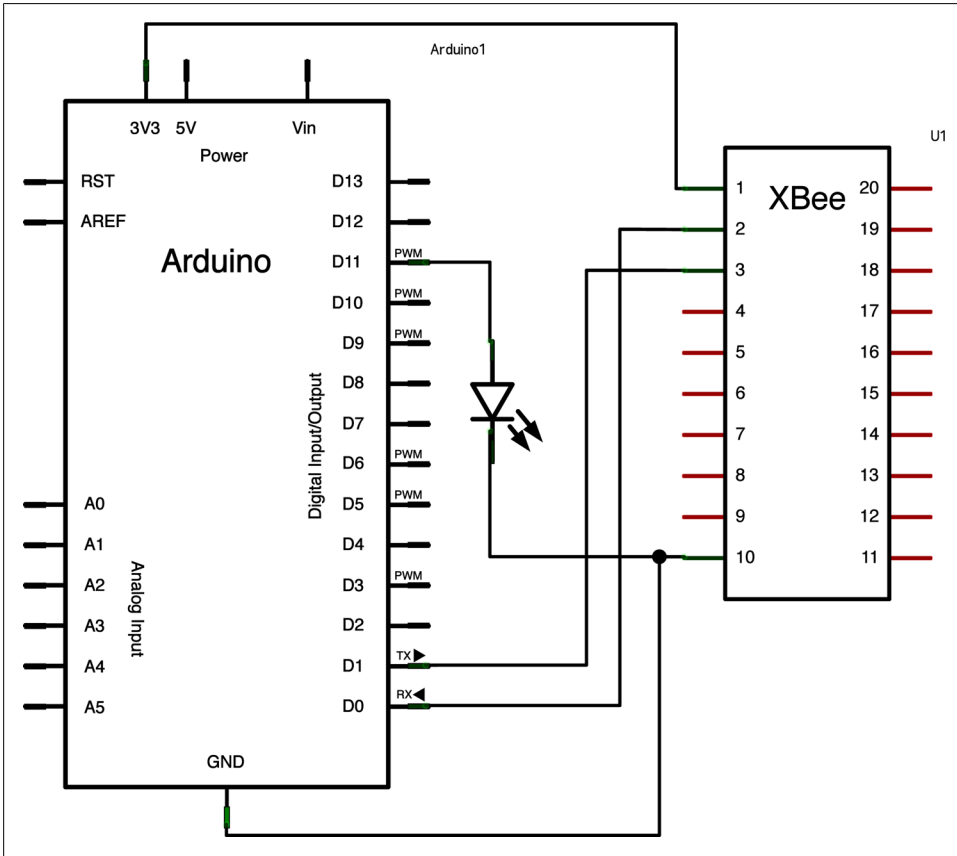 Arduino1
3V3 5V Vin
Power
RST
AREF
Arduino
A0
A1
A2
A3
A4
A5
Analog Input
D13
D12
D11 PWM
D10 PWM
D9 PWM
D8
D7
D6 PWM
D5 PWM
D4
D3 PWM
D2
D1 TX
D0 RX
Digital Input/Output
GND
U1
XBee
1 20
2 19
3 18
4 17
5 16
6 15
7 14
8 13
9 12
10 11